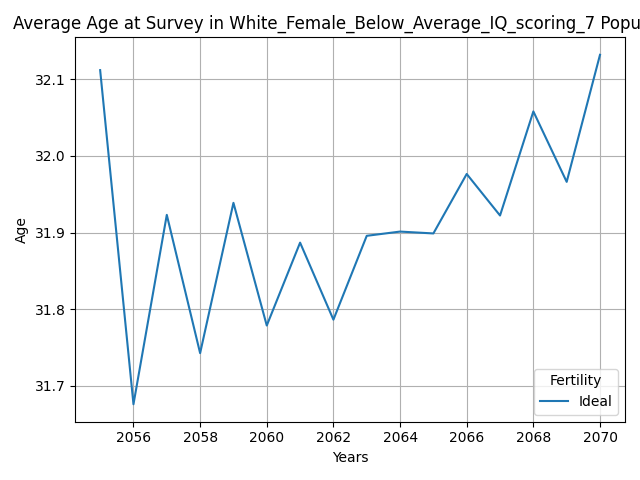 Average Age at Survey in White_Female_Below_Average_IQ_scoring_7 Popu
32.1
32.0
31.9
31.8
31.7
Age
2056 2058 2060 2062 2064 2066 2068 2070
Years
Fertility
Ideal